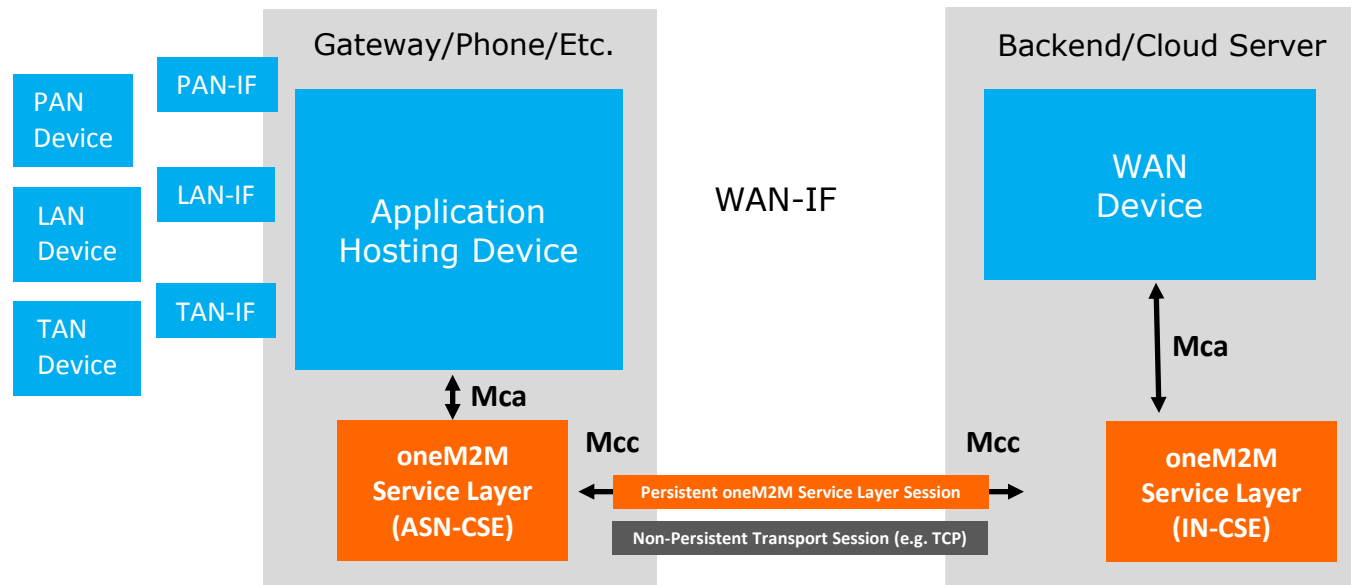 Gateway/Phone/Etc.
Backend/Cloud Server
PAN-IF
PAN
Device
LAN-IF
LAN
Device
TAN-IF
TAN
Device
Application
Hosting Device
WAN-IF
WAN
Device
Mca
Mca
oneM2M
Service Layer
(ASN-CSE)
Mcc
Mcc
Persistent oneM2M Service Layer Session
Non-Persistent Transport Session (e.g. TCP)
oneM2M
Service Layer
(IN-CSE)